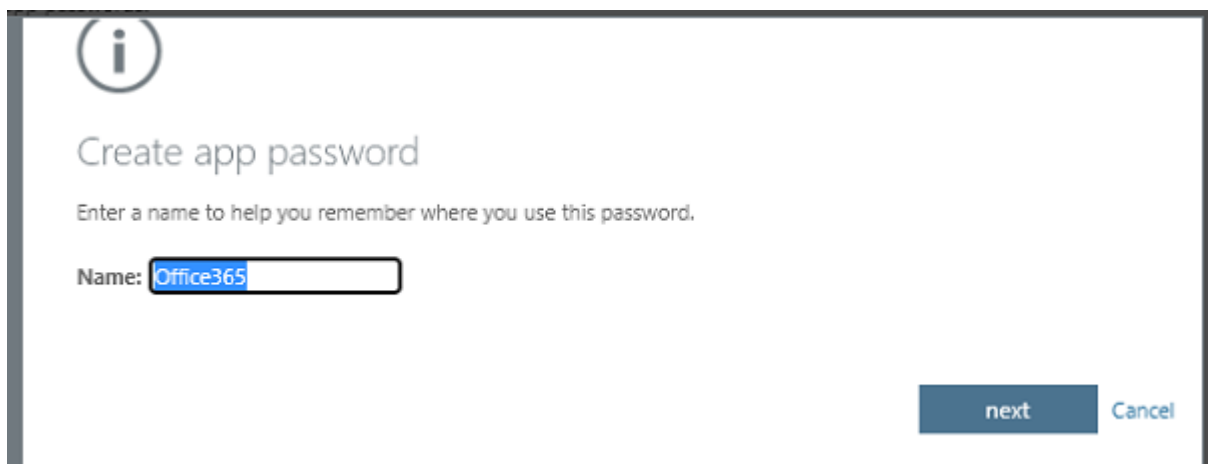 Create app password
Enter a name to help you remember where you use this password.
Name: Office365
next Cancel